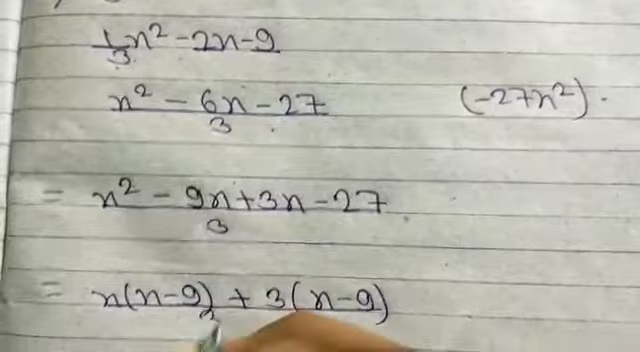 1/3 x² - 2x - 9
x² - 6x - 27 / 3 (-27x²).
= x² - 9x + 3x - 27 / 3
= x(x-9) + 3(x-9)